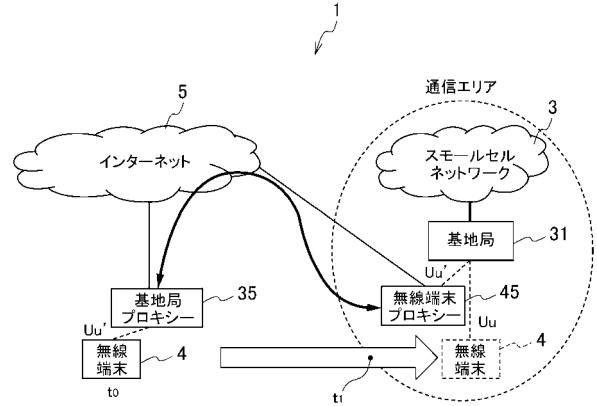 1
通信エリア
5
3
インターネット
スモールセル
ネットワーク
基地局
31
Uu'
基地局
プロキシー
35
無線端末
プロキシー
45
Uu'
Uu
無線
端末
4
無線
端末
4
t0
t1